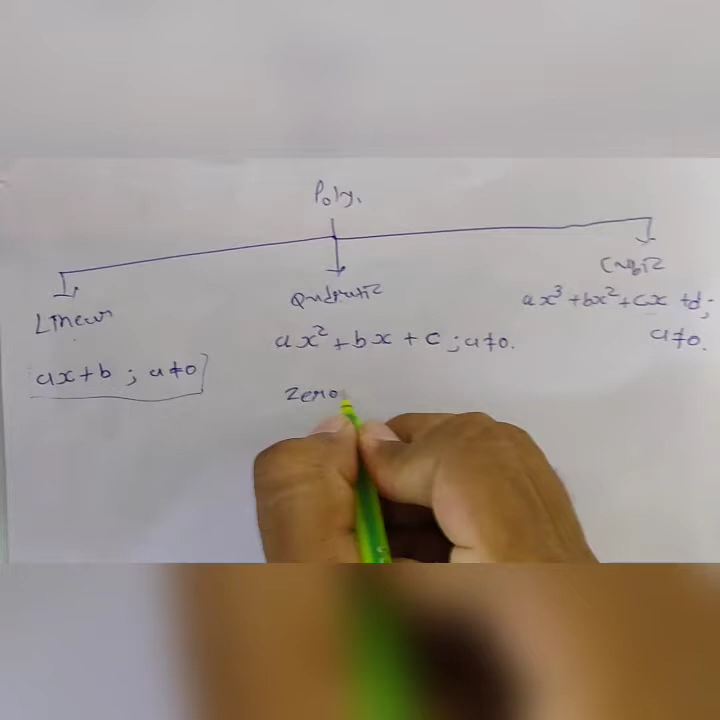 Poly.
Linear
ax+b ; a≠0
Quadratic
ax²+bx+c ; a≠0.
Zero
Cubic
ax³+bx²+cx+d ;
a≠0.